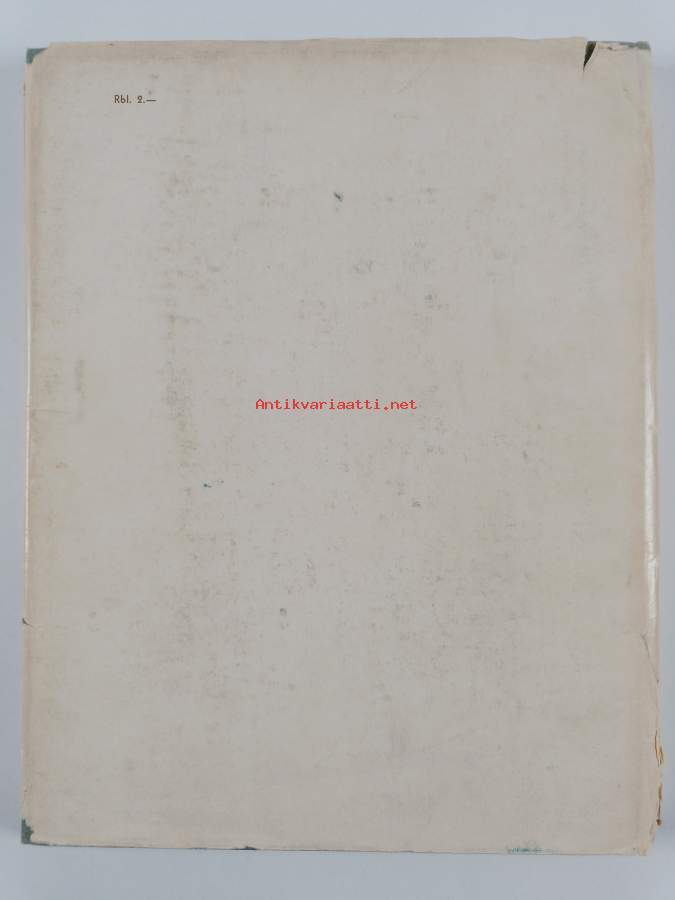 Rbl. 2.—
Antikvariaatti.net